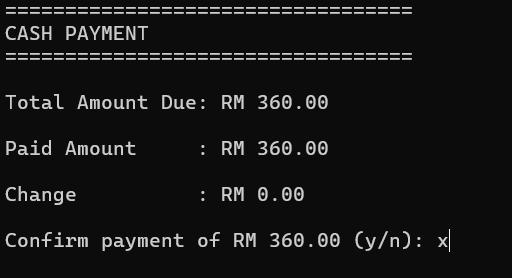 ==================================
CASH PAYMENT
==================================
Total Amount Due: RM 360.00
Paid Amount     : RM 360.00
Change          : RM 0.00
Confirm payment of RM 360.00 (y/n): x